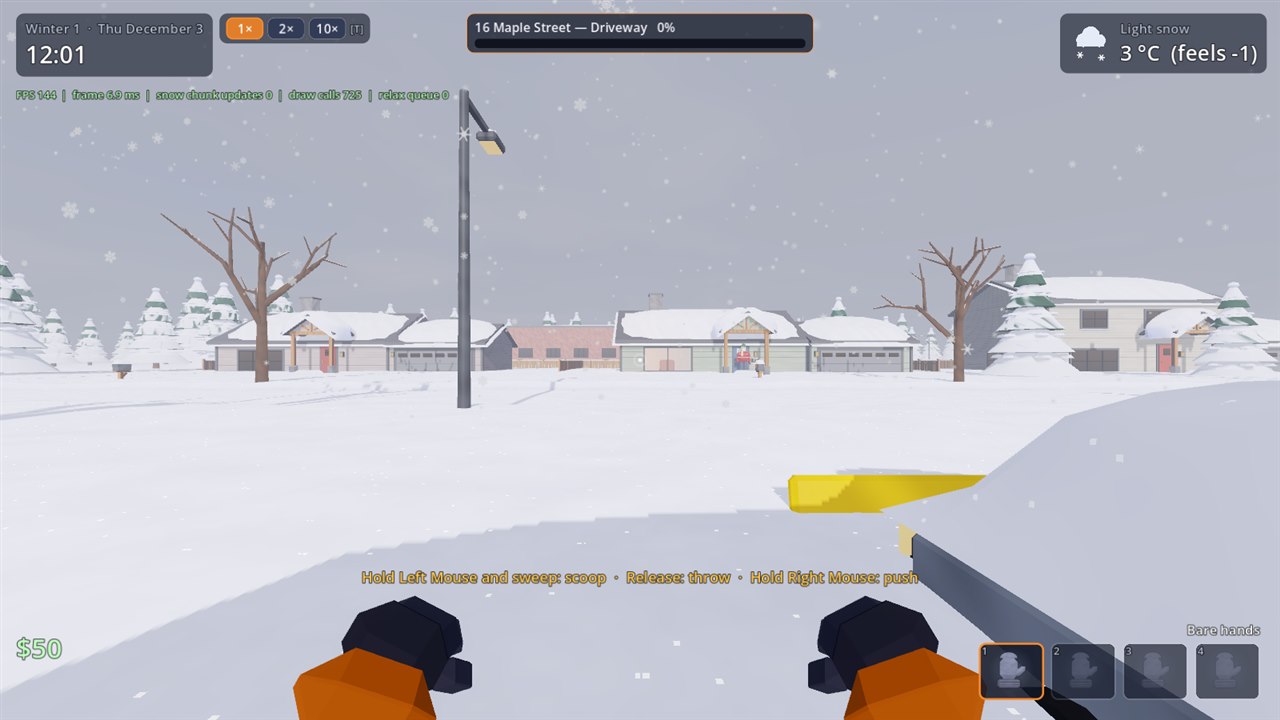 Winter 1 · Thu December 3
12:01
1× 2× 10× [T]
16 Maple Street — Driveway 0%
Light snow
3 °C (feels -1)
FPS 144 | frame 6.9 ms | snow chunk updates 0 | draw calls 725 | relax queue 0
Hold Left Mouse and sweep: scoop · Release: throw · Hold Right Mouse: push
$50
Bare hands
1 2 3 4